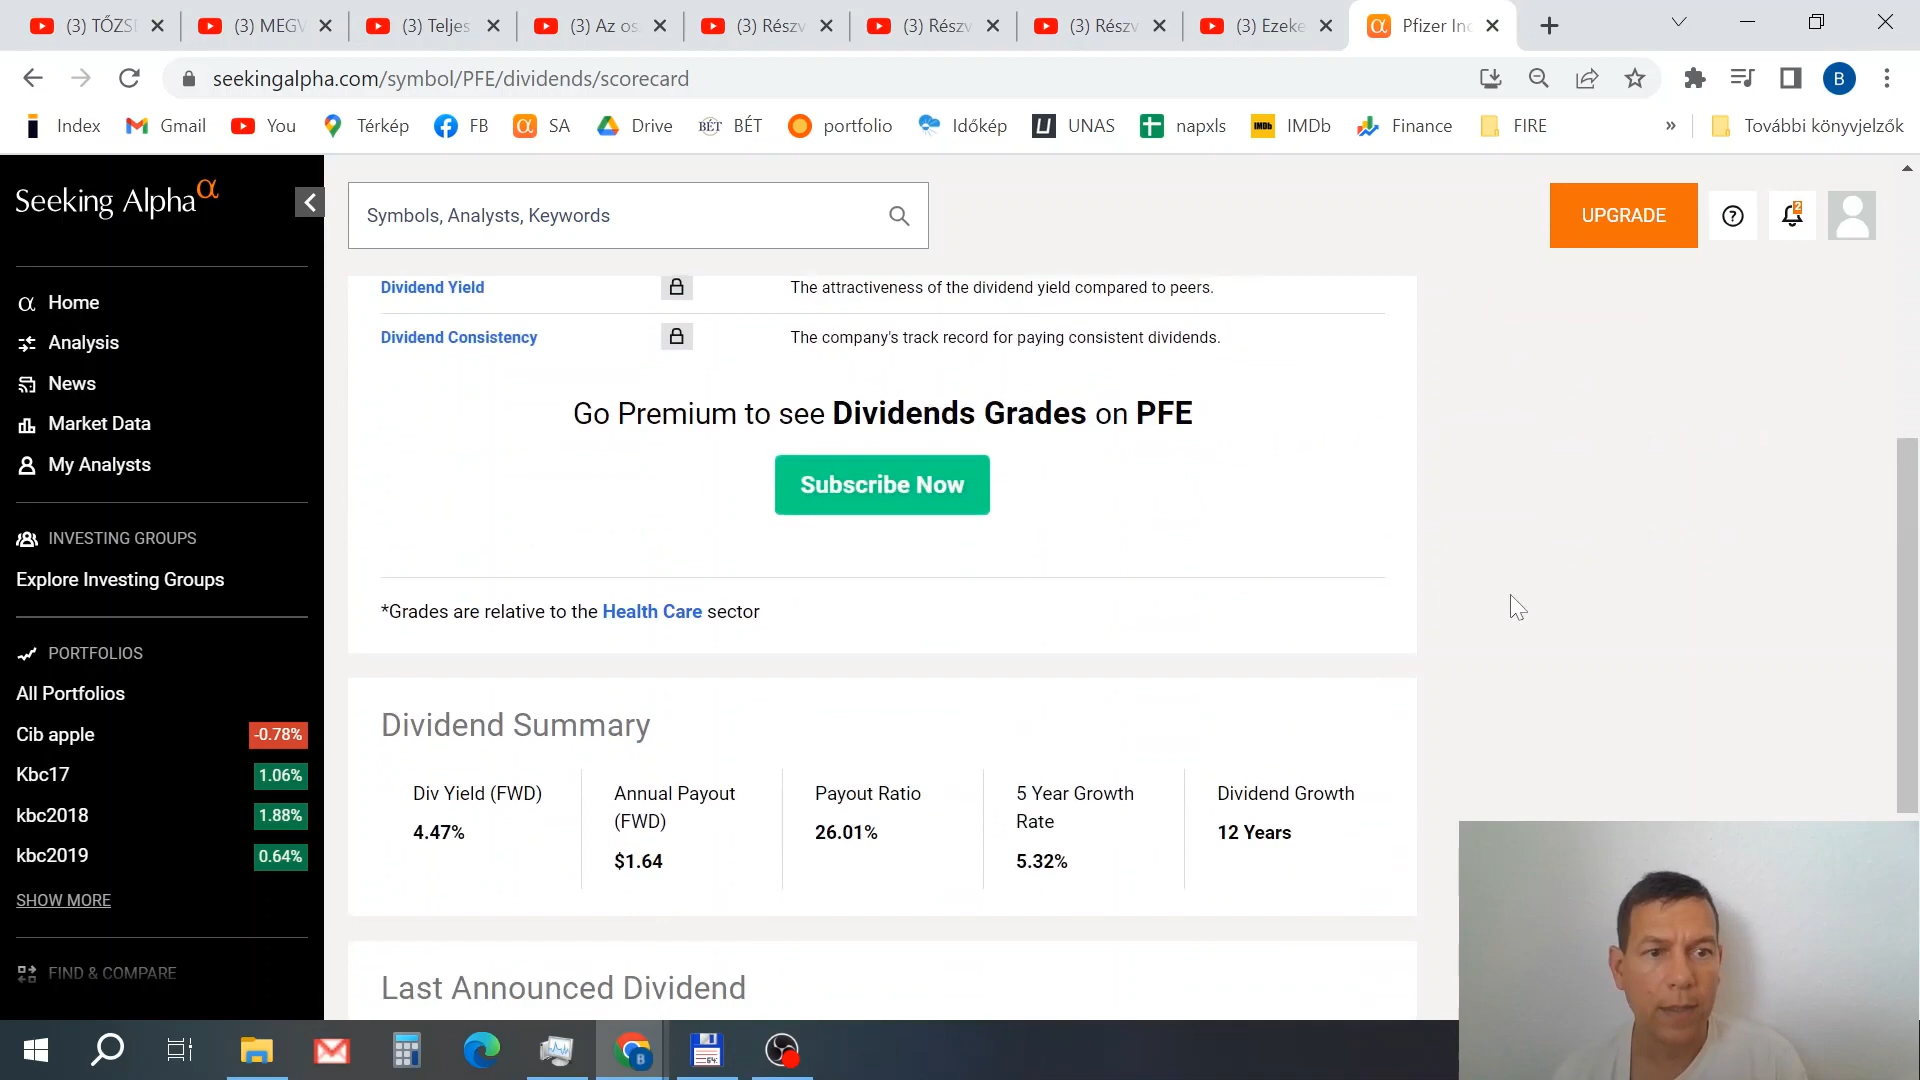 (3) TŐZS
(3) MEGV
(3) Teljes
(3) Az os
(3) Részv
(3) Részv
(3) Részv
(3) Ezeke
Pfizer Inc
seekingalpha.com/symbol/PFE/dividends/scorecard
B
Index
Gmail
You
Térkép
FB
SA
Drive
BÉT BÉT
portfolio
Időkép
UNAS
napxls
IMDb IMDb
Finance
FIRE
»
További könyvjelzők
Seeking Alpha α
Symbols, Analysts, Keywords
UPGRADE
2
Home
Analysis
News
Market Data
My Analysts
INVESTING GROUPS
Explore Investing Groups
PORTFOLIOS
All Portfolios
Cib apple -0.78%
Kbc17 1.06%
kbc2018 1.88%
kbc2019 0.64%
SHOW MORE
FIND & COMPARE
Dividend Yield The attractiveness of the dividend yield compared to peers.
Dividend Consistency The company's track record for paying consistent dividends.
Go Premium to see Dividends Grades on PFE
Subscribe Now
*Grades are relative to the Health Care sector
Dividend Summary
Div Yield (FWD)
4.47%
Annual Payout
(FWD)
$1.64
Payout Ratio
26.01%
5 Year Growth
Rate
5.32%
Dividend Growth
12 Years
Last Announced Dividend
B
64